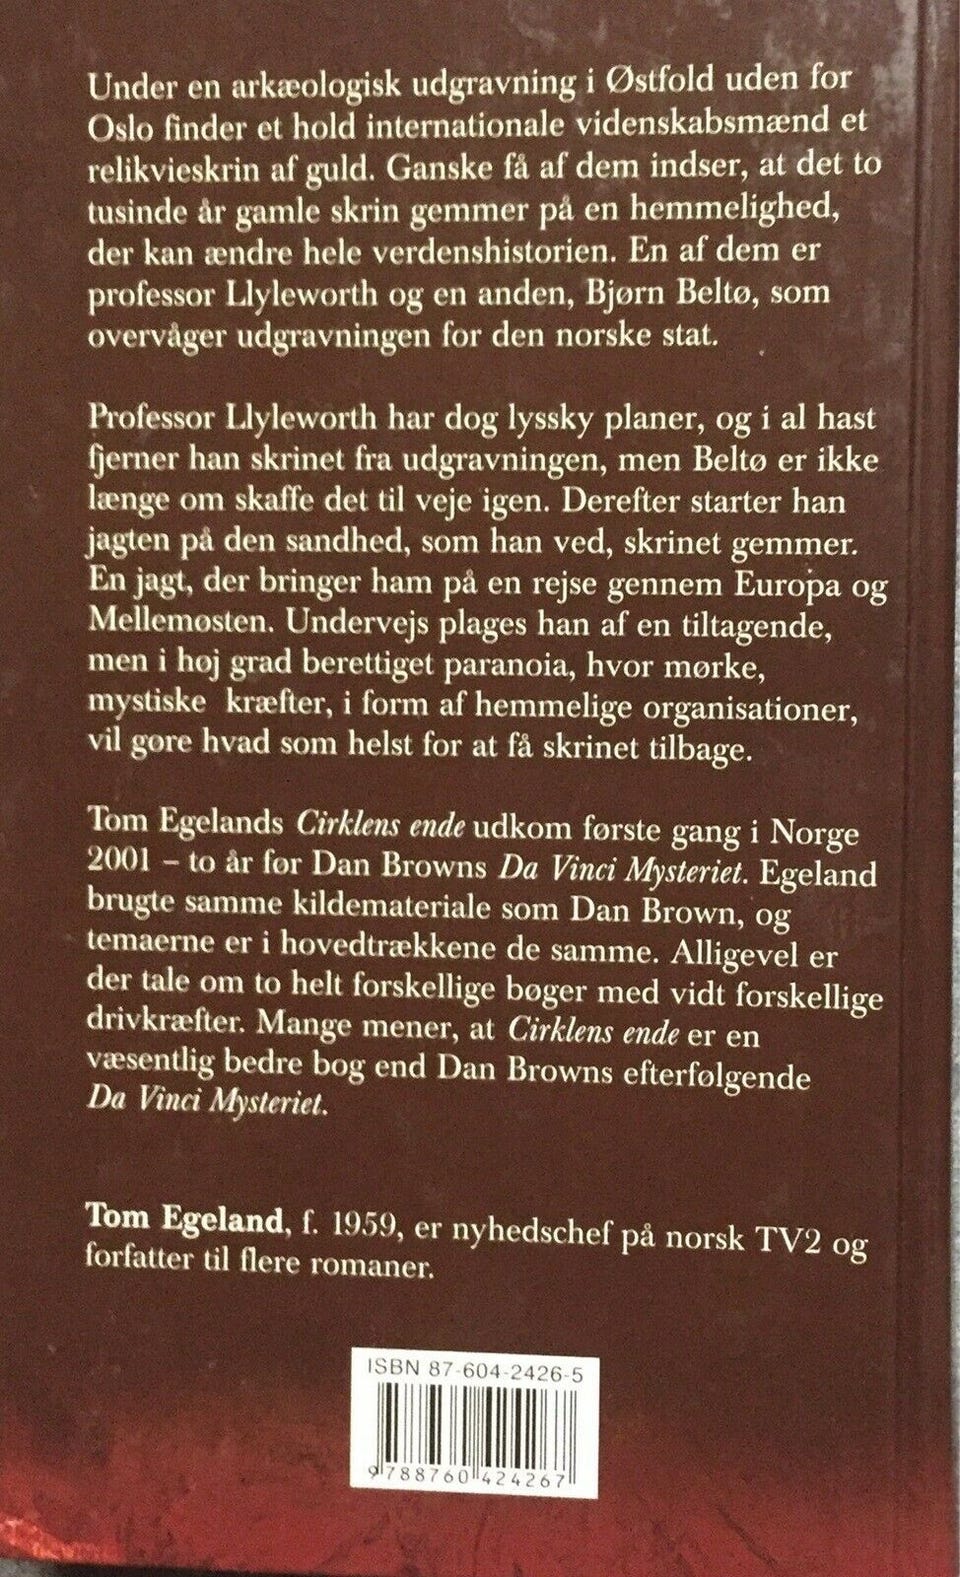 Under en arkæologisk udgravning i Østfold uden for
Oslo finder et hold internationale videnskabsmænd et
relikvieskrin af guld. Ganske få af dem indser, at det to
tusinde år gamle skrin gemmer på en hemmelighed,
der kan ændre hele verdenshistorien. En af dem er
professor Llyleworth og en anden, Bjørn Beltø, som
overvåger udgravningen for den norske stat.
Professor Llyleworth har dog lyssky planer, og i al hast
fjerner han skrinet fra udgravningen, men Beltø er ikke
længe om skaffe det til veje igen. Derefter starter han
jagten på den sandhed, som han ved, skrinet gemmer.
En jagt, der bringer ham på en rejse gennem Europa og
Mellemøsten. Undervejs plages han af en tiltagende,
men i høj grad berettiget paranoia, hvor mørke,
mystiske kræfter, i form af hemmelige organisationer,
vil gøre hvad som helst for at få skrinet tilbage.
Tom Egelands Cirklens ende udkom første gang i Norge
2001 – to år før Dan Browns Da Vinci Mysteriet. Egeland
brugte samme kildemateriale som Dan Brown, og
temaerne er i hovedtrækkene de samme. Alligevel er
der tale om to helt forskellige bøger med vidt forskellige
drivkræfter. Mange mener, at Cirklens ende er en
væsentlig bedre bog end Dan Browns efterfølgende
Da Vinci Mysteriet.
Tom Egeland, f. 1959, er nyhedschef på norsk TV2 og
forfatter til flere romaner.
ISBN 87-604-2426-5
9 788760 424267